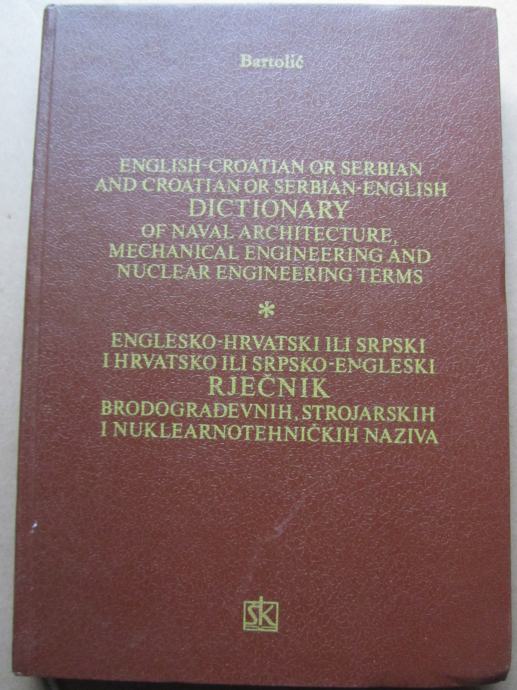 Bartolić
ENGLISH-CROATIAN OR SERBIAN
AND CROATIAN OR SERBIAN-ENGLISH
DICTIONARY
OF NAVAL ARCHITECTURE,
MECHANICAL ENGINEERING AND
NUCLEAR ENGINEERING TERMS
*
ENGLESKO-HRVATSKI ILI SRPSKI
I HRVATSKO ILI SRPSKO-ENGLESKI
RJEČNIK
BRODOGRAĐEVNIH, STROJARSKIH
I NUKLEARNOTEHNIČKIH NAZIVA
ŠK